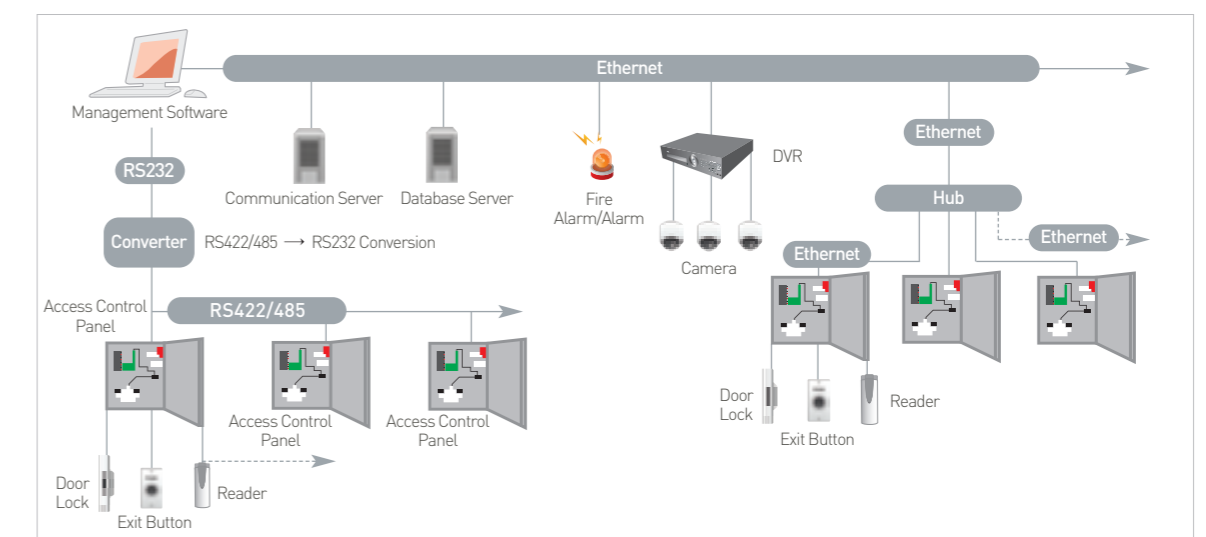 Ethernet
Management Software
Ethernet
RS232
DVR
Communication Server
Database Server
Fire
Alarm/Alarm
Hub
Converter
RS422/485 → RS232 Conversion
Ethernet
Ethernet
Camera
Access Control
Panel
RS422/485
Door
Lock
Reader
Exit Button
Access Control
Panel
Access Control
Panel
Door
Lock
Reader
Exit Button